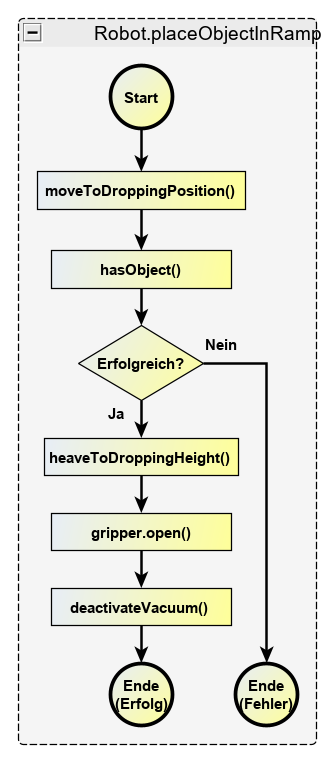 Robot.placeObjectInRamp
Start
moveToDroppingPosition()
hasObject()
Erfolgreich?
Nein
Ja
heaveToDroppingHeight()
gripper.open()
deactivateVacuum()
Ende
(Erfolg)
Ende
(Fehler)